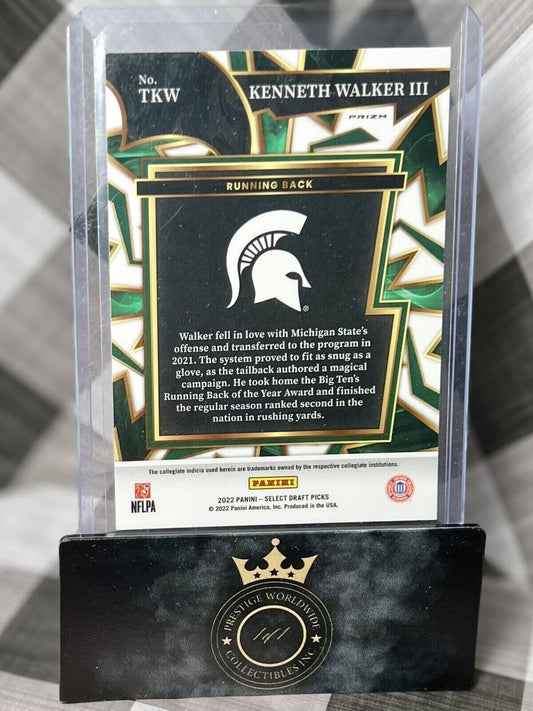 No.
TKW
KENNETH WALKER III
PRIZM
RUNNING BACK
®
Walker fell in love with Michigan State's
offense and transferred to the program in
2021. The system proved to fit as snug as a
glove, as the tailback authored a magical
campaign. He took home the Big Ten's
Running Back of the Year Award and finished
the regular season ranked second in the
nation in rushing yards.
The collegiate indicia used herein are trademarks owned by the respective collegiate institutions.
PANINI
NFLPA
2022 PANINI – SELECT DRAFT PICKS
© 2022 Panini America, Inc. Produced in the USA.
PRESTIGE WORLDWIDE
1of1
COLLECTIBLES INC